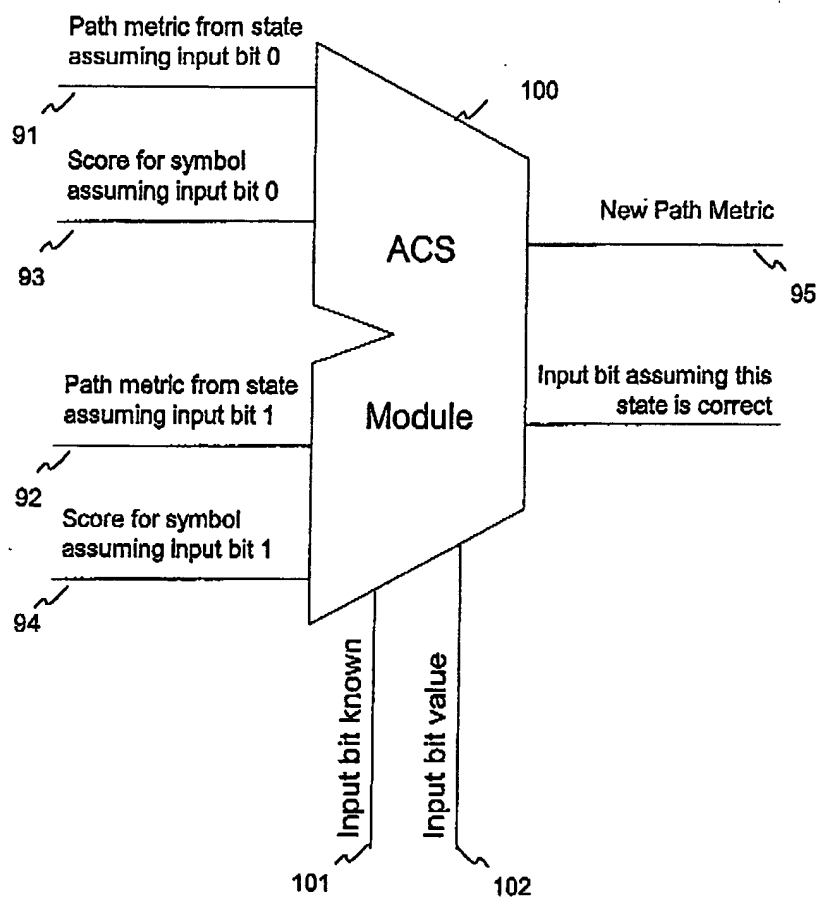 Path metric from state
assuming input bit 0
100
91
Score for symbol
assuming input bit 0
New Path Metric
93
ACS
95
Path metric from state
assuming input bit 1
Input bit assuming this
state is correct
Module
92
Score for symbol
assuming input bit 1
94
Input bit known
Input bit value
101
102